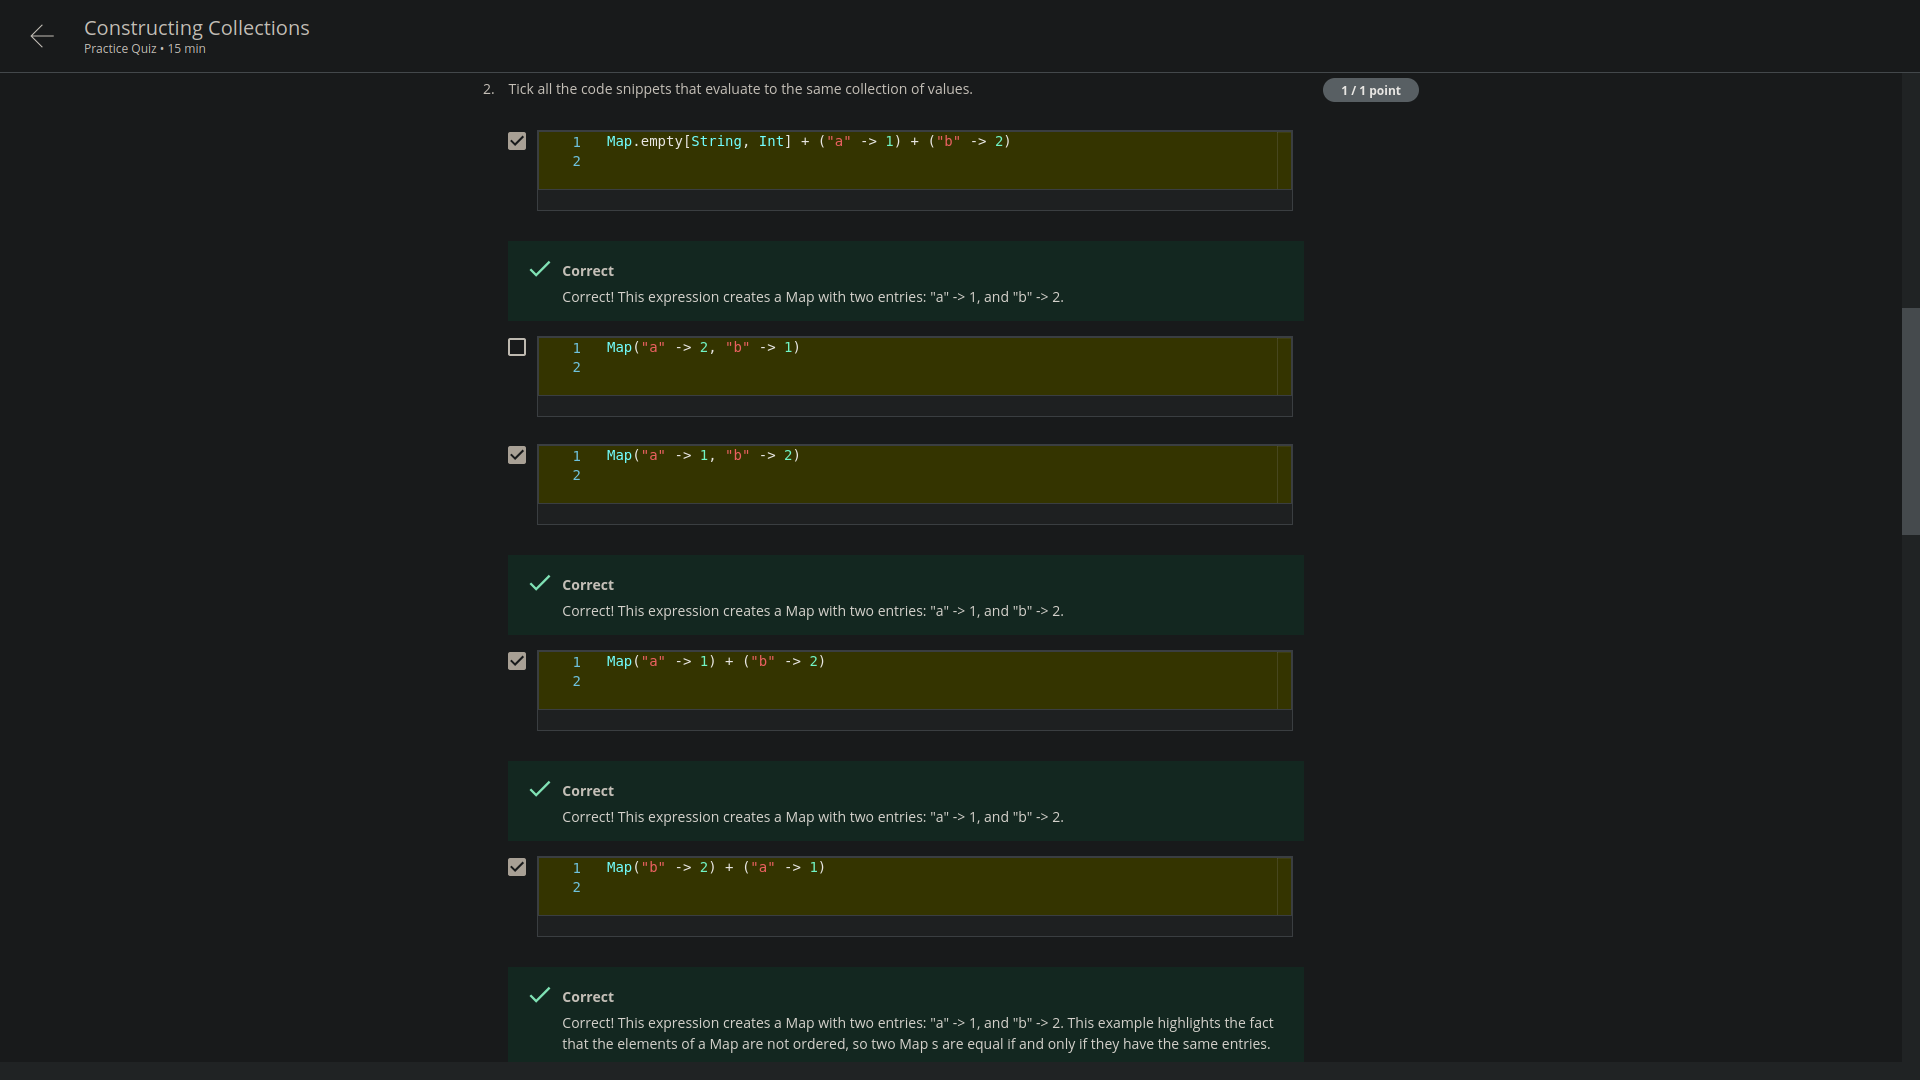 Constructing Collections
Practice Quiz • 15 min
2. Tick all the code snippets that evaluate to the same collection of values.
1 / 1 point
1 Map.empty[String, Int] + ("a" -> 1) + ("b" -> 2)
2
Correct
Correct! This expression creates a Map with two entries: "a" -> 1, and "b" -> 2.
1 Map("a" -> 2, "b" -> 1)
2
1 Map("a" -> 1, "b" -> 2)
2
Correct
Correct! This expression creates a Map with two entries: "a" -> 1, and "b" -> 2.
1 Map("a" -> 1) + ("b" -> 2)
2
Correct
Correct! This expression creates a Map with two entries: "a" -> 1, and "b" -> 2.
1 Map("b" -> 2) + ("a" -> 1)
2
Correct
Correct! This expression creates a Map with two entries: "a" -> 1, and "b" -> 2. This example highlights the fact
that the elements of a Map are not ordered, so two Map s are equal if and only if they have the same entries.